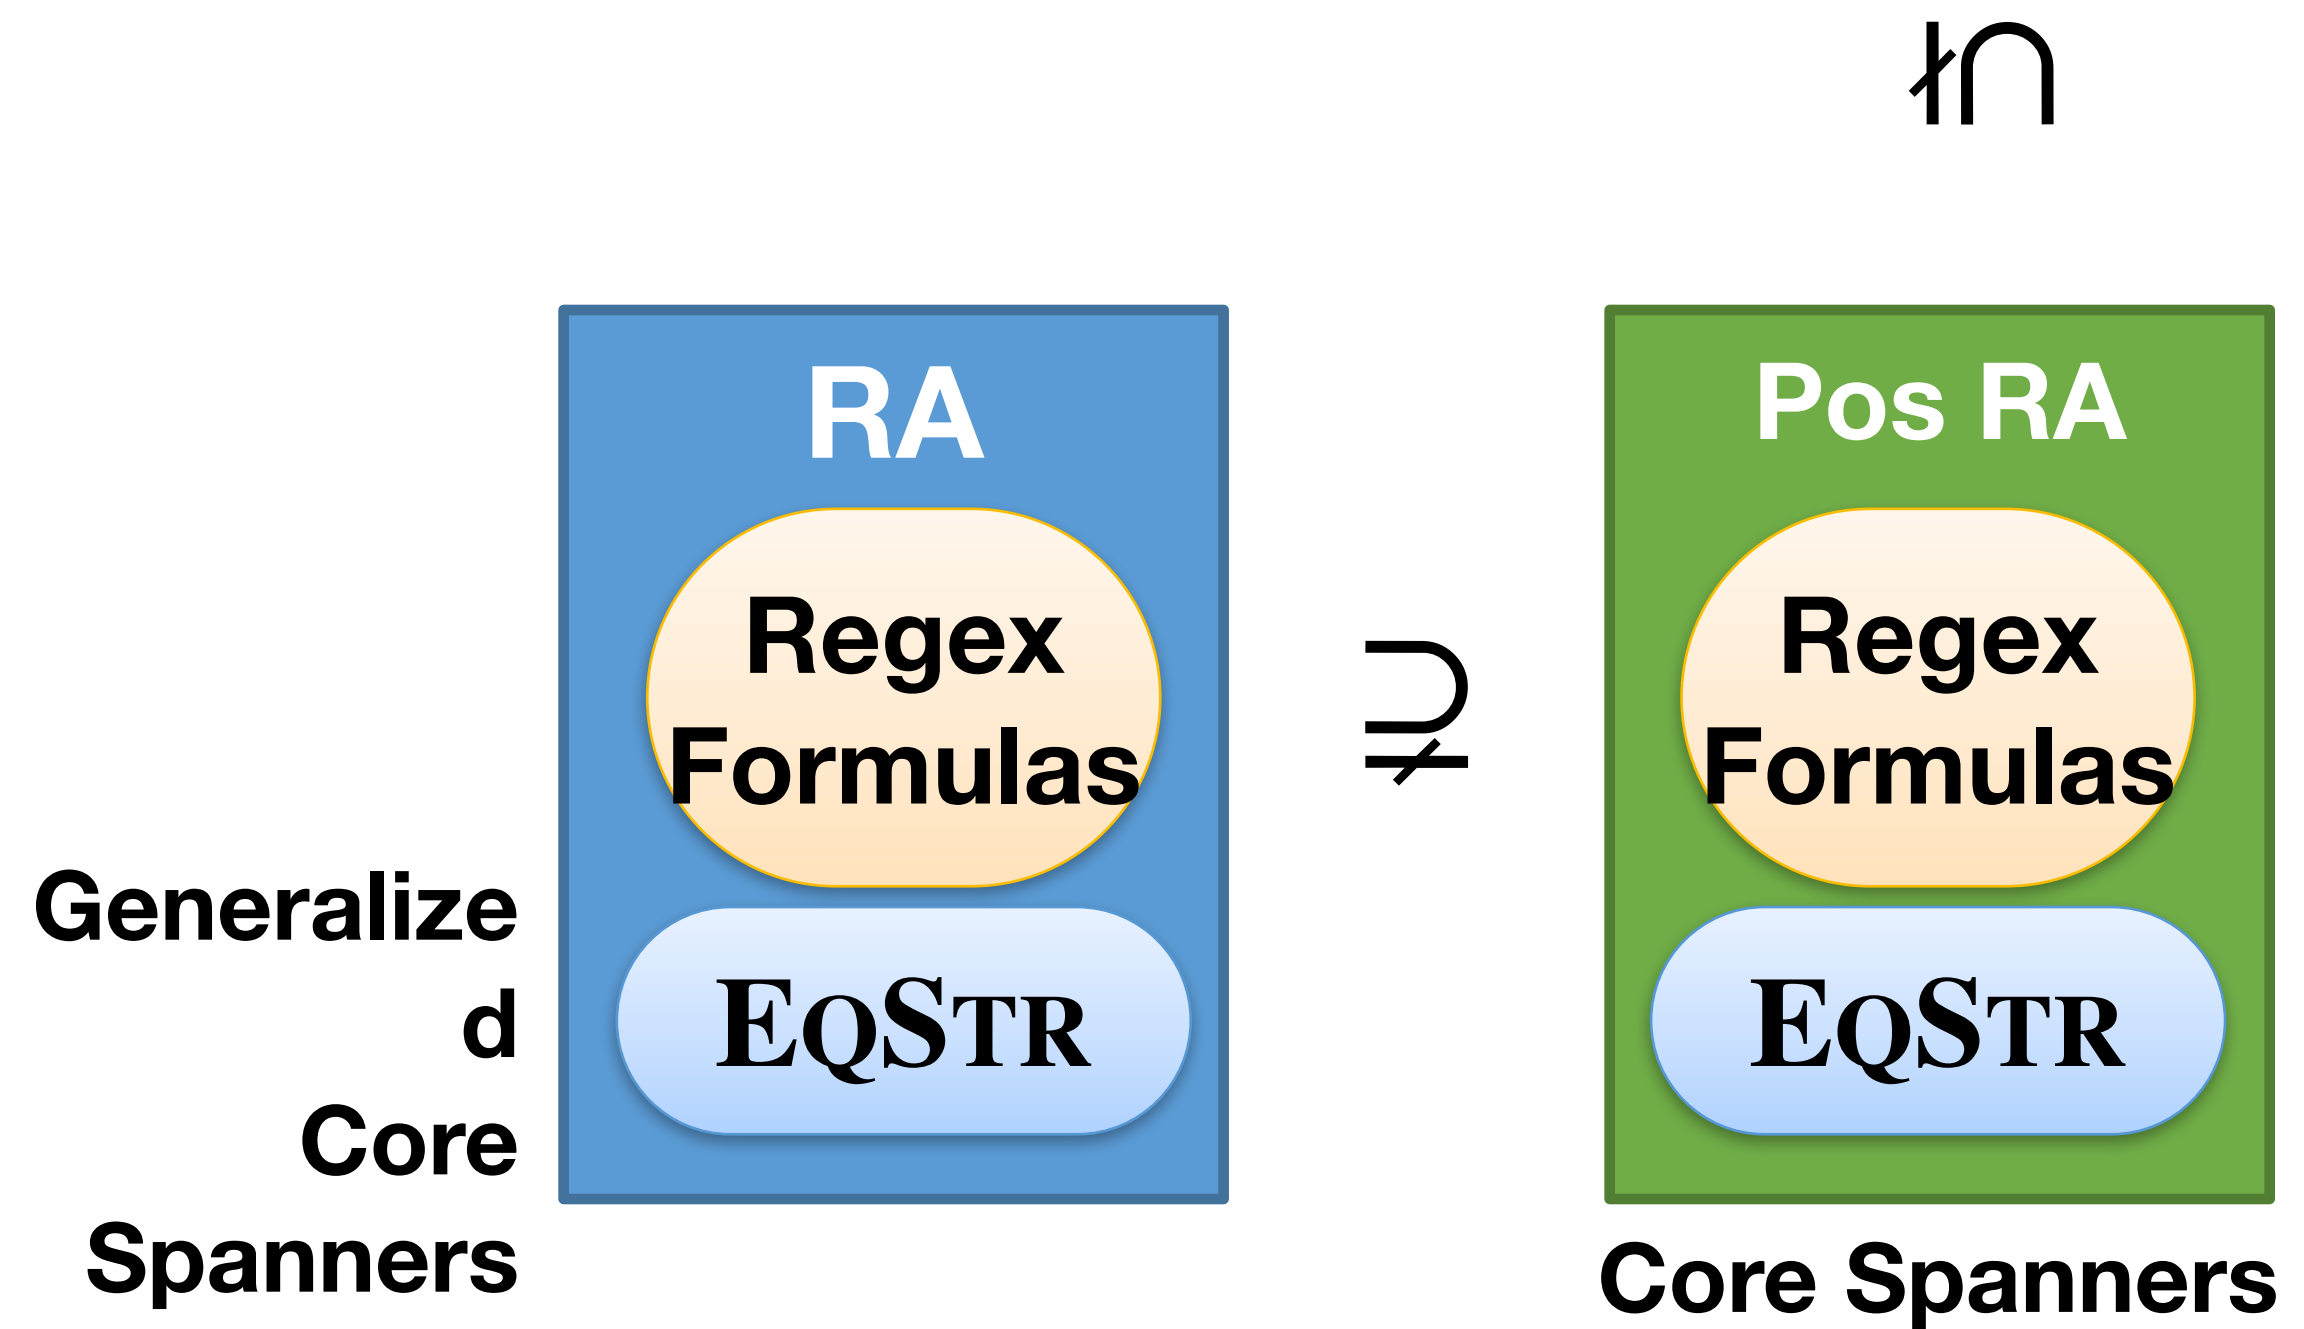 RA
Regex
Formulas
EQSTR
Generalize
d
Core
Spanners
⊋
Pos RA
Regex
Formulas
EQSTR
Core Spanners